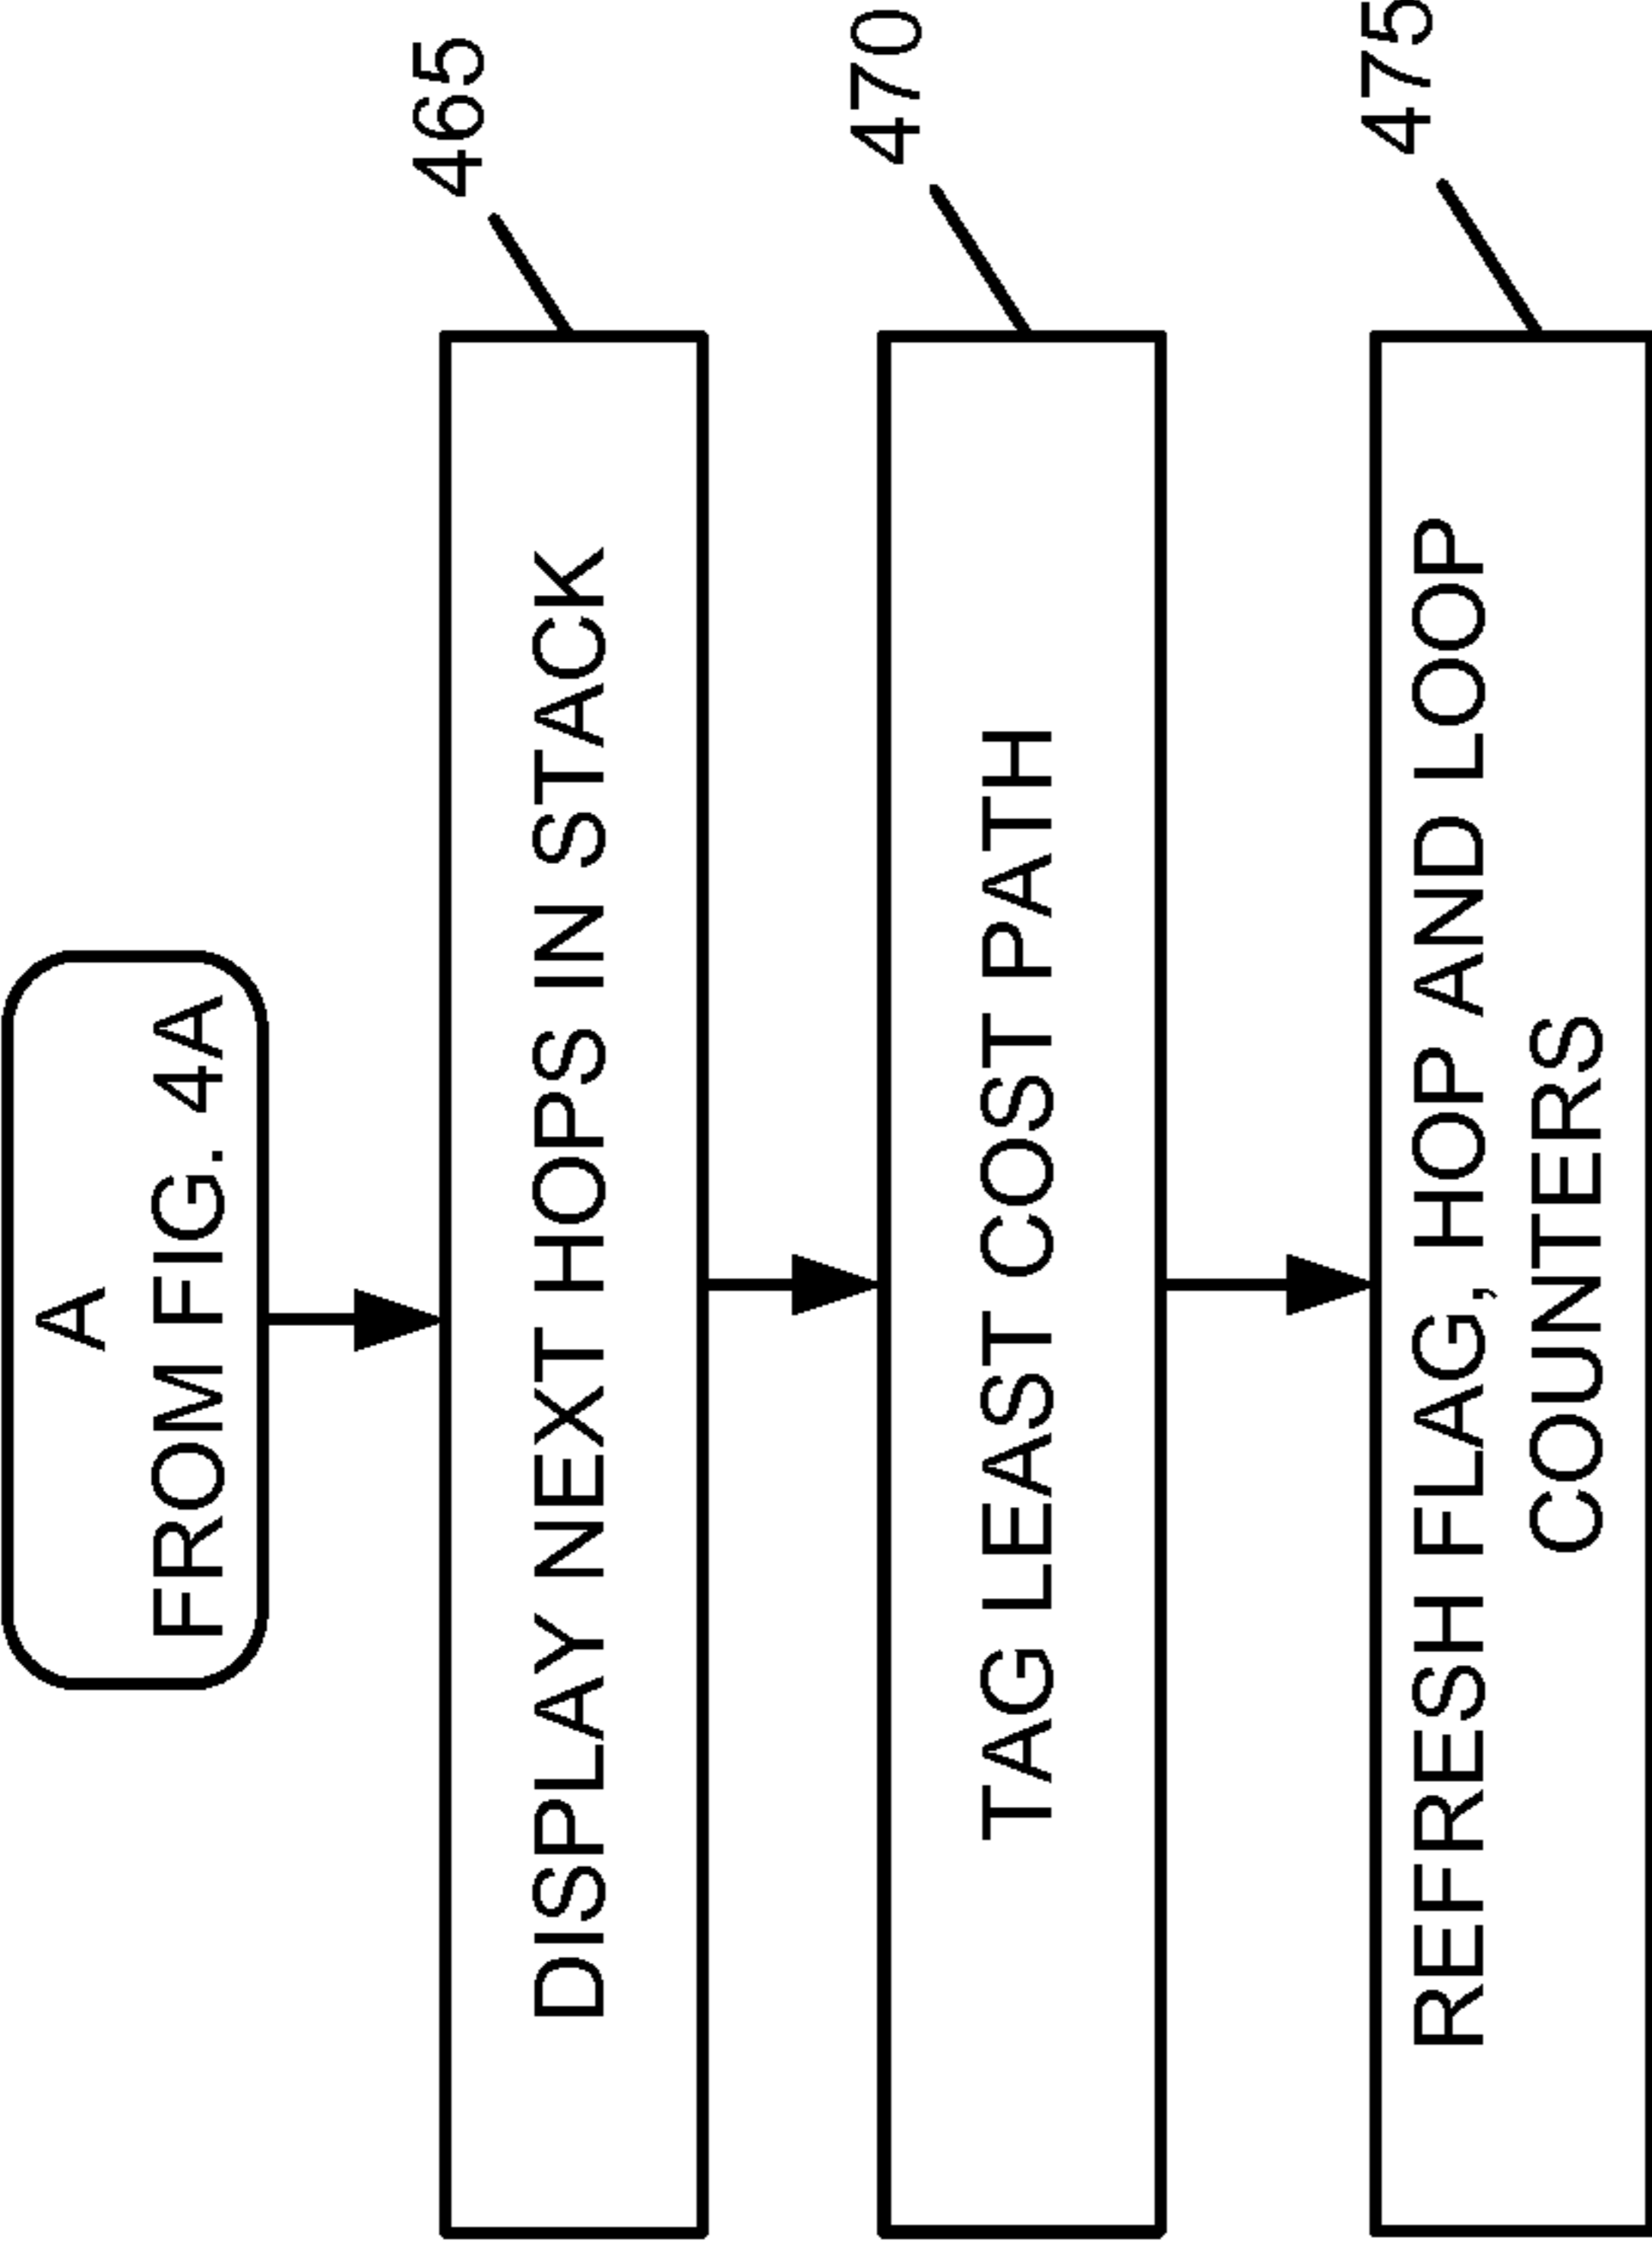 A
FROM FIG. 4A
465
DISPLAY NEXT HOPS IN STACK
470
TAG LEAST COST PATH
475
REFRESH FLAG, HOP AND LOOP
COUNTERS